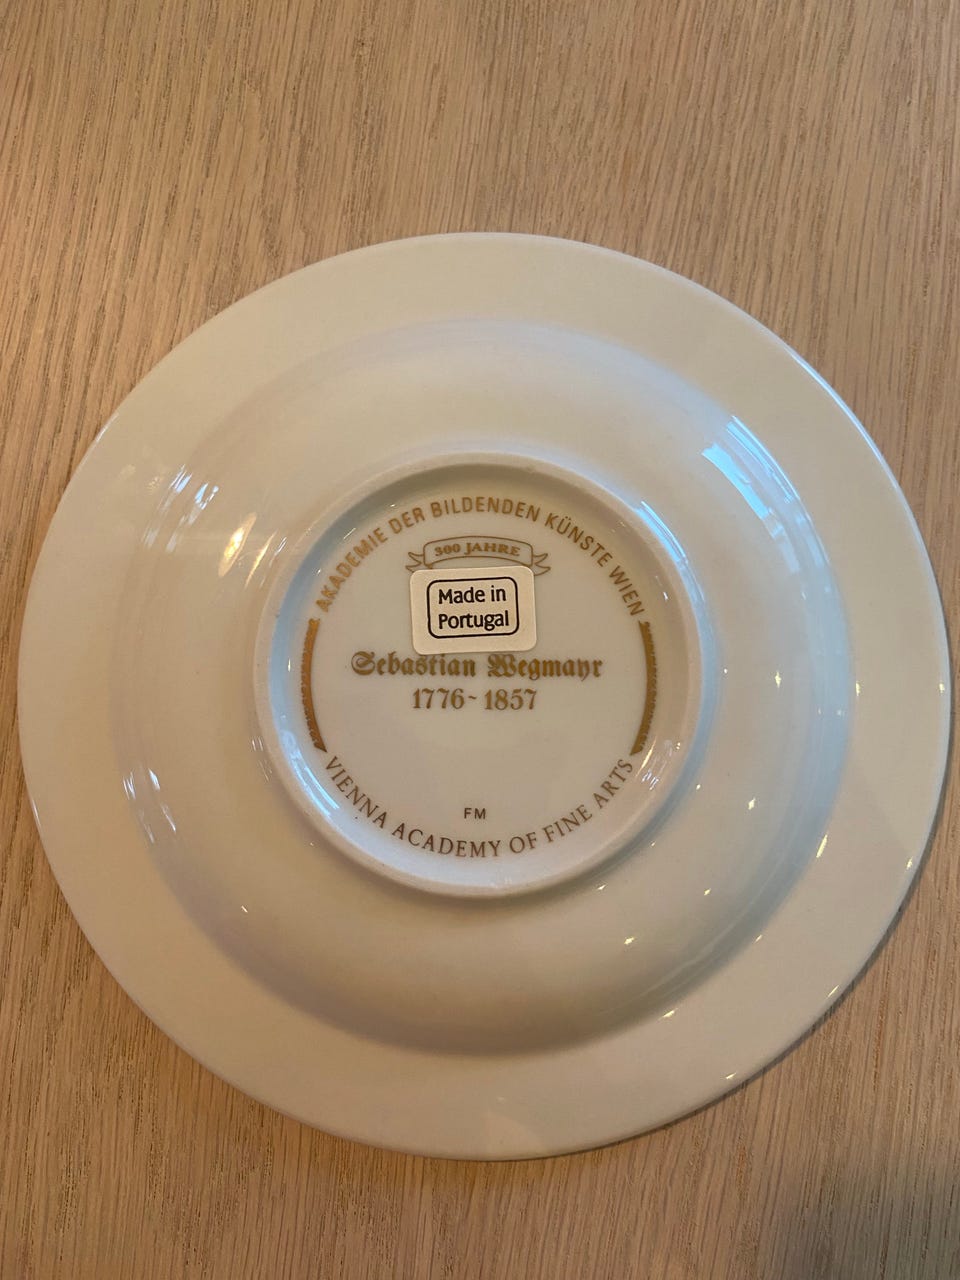 AKADEMIE DER BILDENDEN KÜNSTE WIEN
300 JAHRE
Made in
Portugal
Sebastian Wegmayr
1776-1857
FM
VIENNA ACADEMY OF FINE ARTS